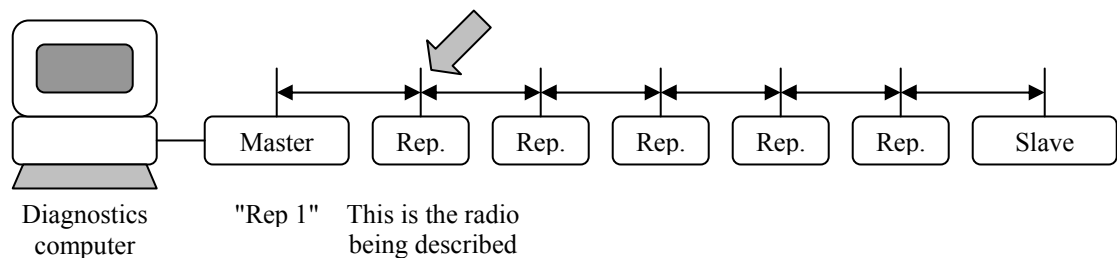 Master
Rep.
Rep.
Rep.
Rep.
Rep.
Slave
Diagnostics
computer
"Rep 1"
This is the radio
being described